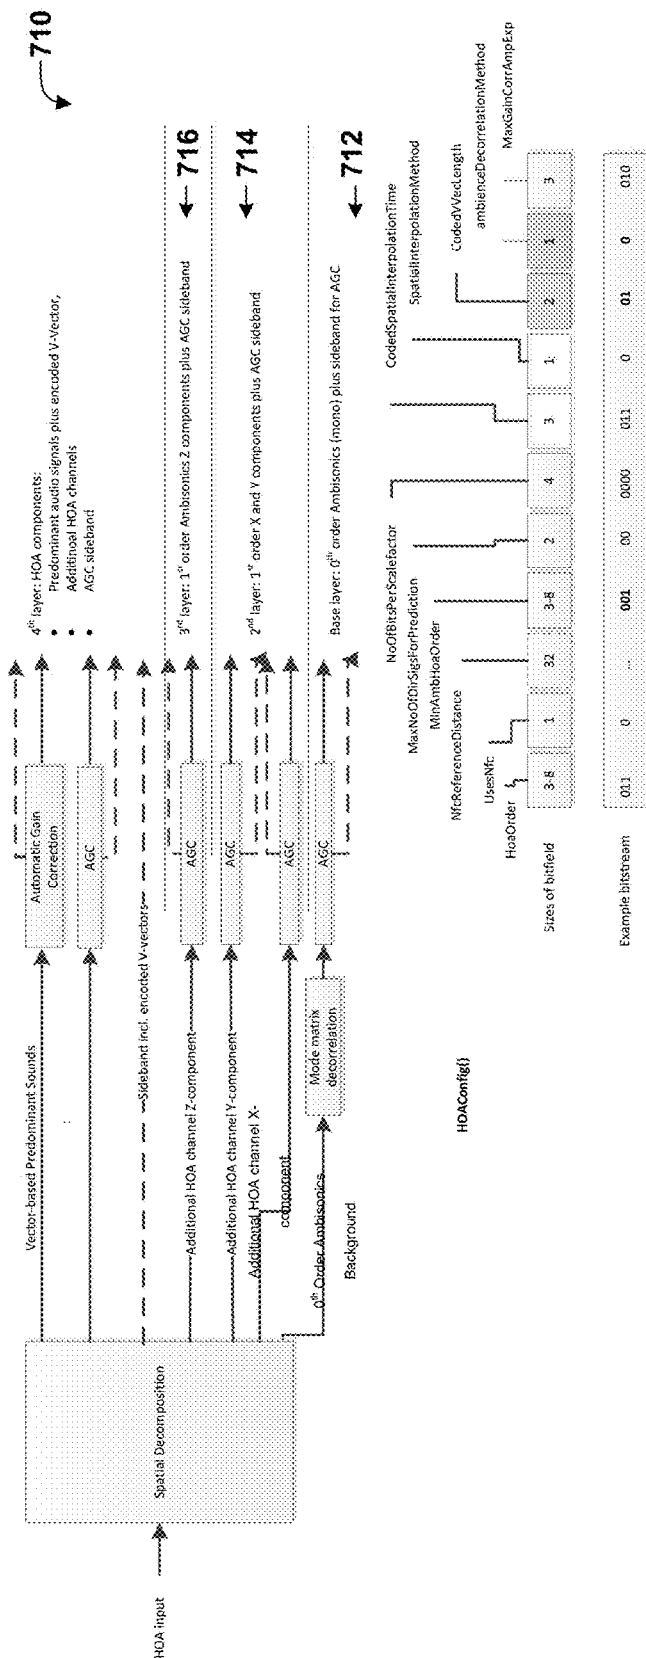 710
HOA input
Spatial Decomposition
Vector-based Predominant Sounds
:
Sideband incl. encoded V-vectors
Additional HOA channel Z-component
Additional HOA channel Y-component
Additional HOA channel X-
component
0th Order Ambisonics
Background
Mode matrix
decorrelation
Automatic Gain
Correction
AGC
AGC
AGC
AGC
AGC
4th layer: HOA components:
• Predominant audio signals plus encoded V-Vector,
• Additinoal HOA channels
• AGC sideband
3rd layer: 1st order Ambisonics Z components plus AGC sideband
716
2nd layer: 1st order X and Y components plus AGC sideband
714
Base layer: 0th order Ambisonics (mono) plus sideband for AGC
712
HOAConfig()
HoaOrder
UsesNfc
NfcReferenceDistance
MinAmbHoaOrder
MaxNoOfDirSigsForPrediction
NoOfBitsPerScalefactor
CodedSpatialInterpolationTime
SpatialInterpolationMethod
CodedVVecLength
ambienceDecorrelationMethod
MaxGainCorrAmpExp
Sizes of bitfield 3-8 1 32 3-8 2 4 3 1 2 1 3
Example bitstream 011 0 ... 001 00 0000 011 0 01 0 010